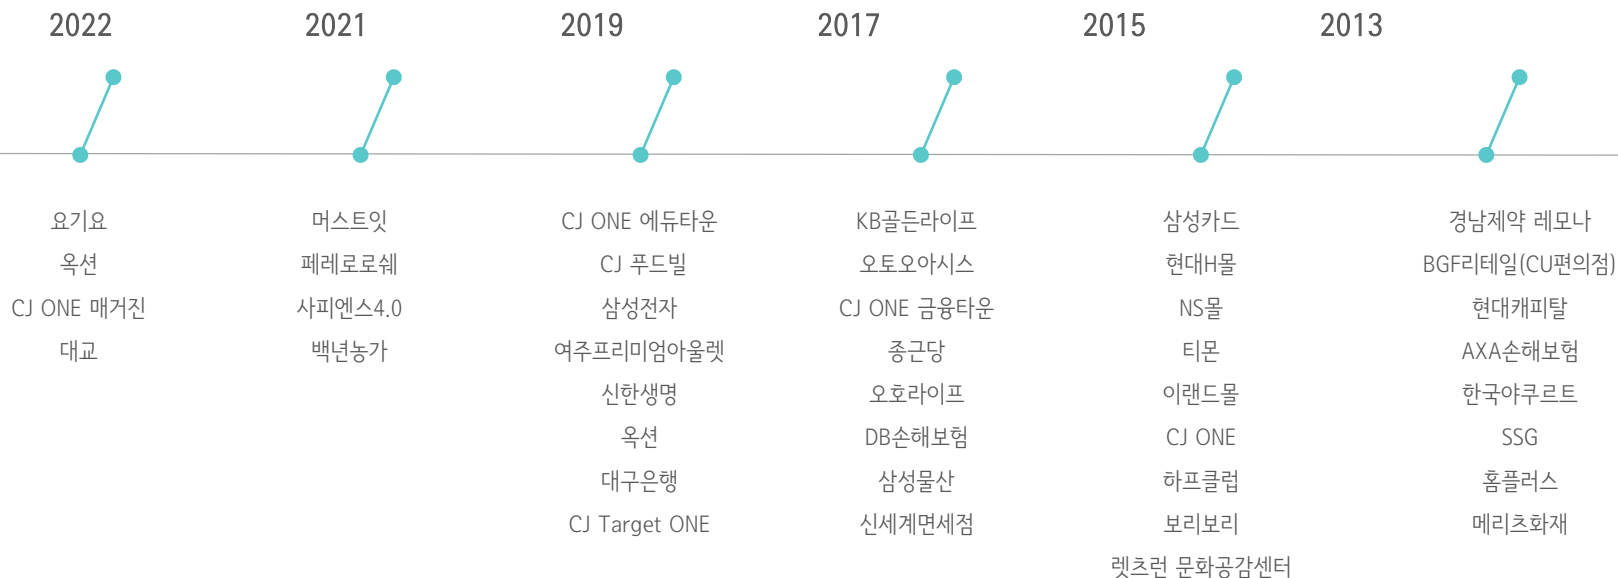 2022
요기요
옥션
CJ ONE 매거진
대교
2021
머스트잇
페레로로쉐
사피엔스4.0
백년농가
2019
CJ ONE 에듀타운
CJ 푸드빌
삼성전자
여주프리미엄아울렛
신한생명
옥션
대구은행
CJ Target ONE
2017
KB골든라이프
오토오아시스
CJ ONE 금융타운
종근당
오호라이프
DB손해보험
삼성물산
신세계면세점
2015
삼성카드
현대H몰
NS몰
티몬
이랜드몰
CJ ONE
하프클럽
보리보리
렛츠런 문화공감센터
2013
경남제약 레모나
BGF리테일(CU편의점)
현대캐피탈
AXA손해보험
한국야쿠르트
SSG
홈플러스
메리츠화재